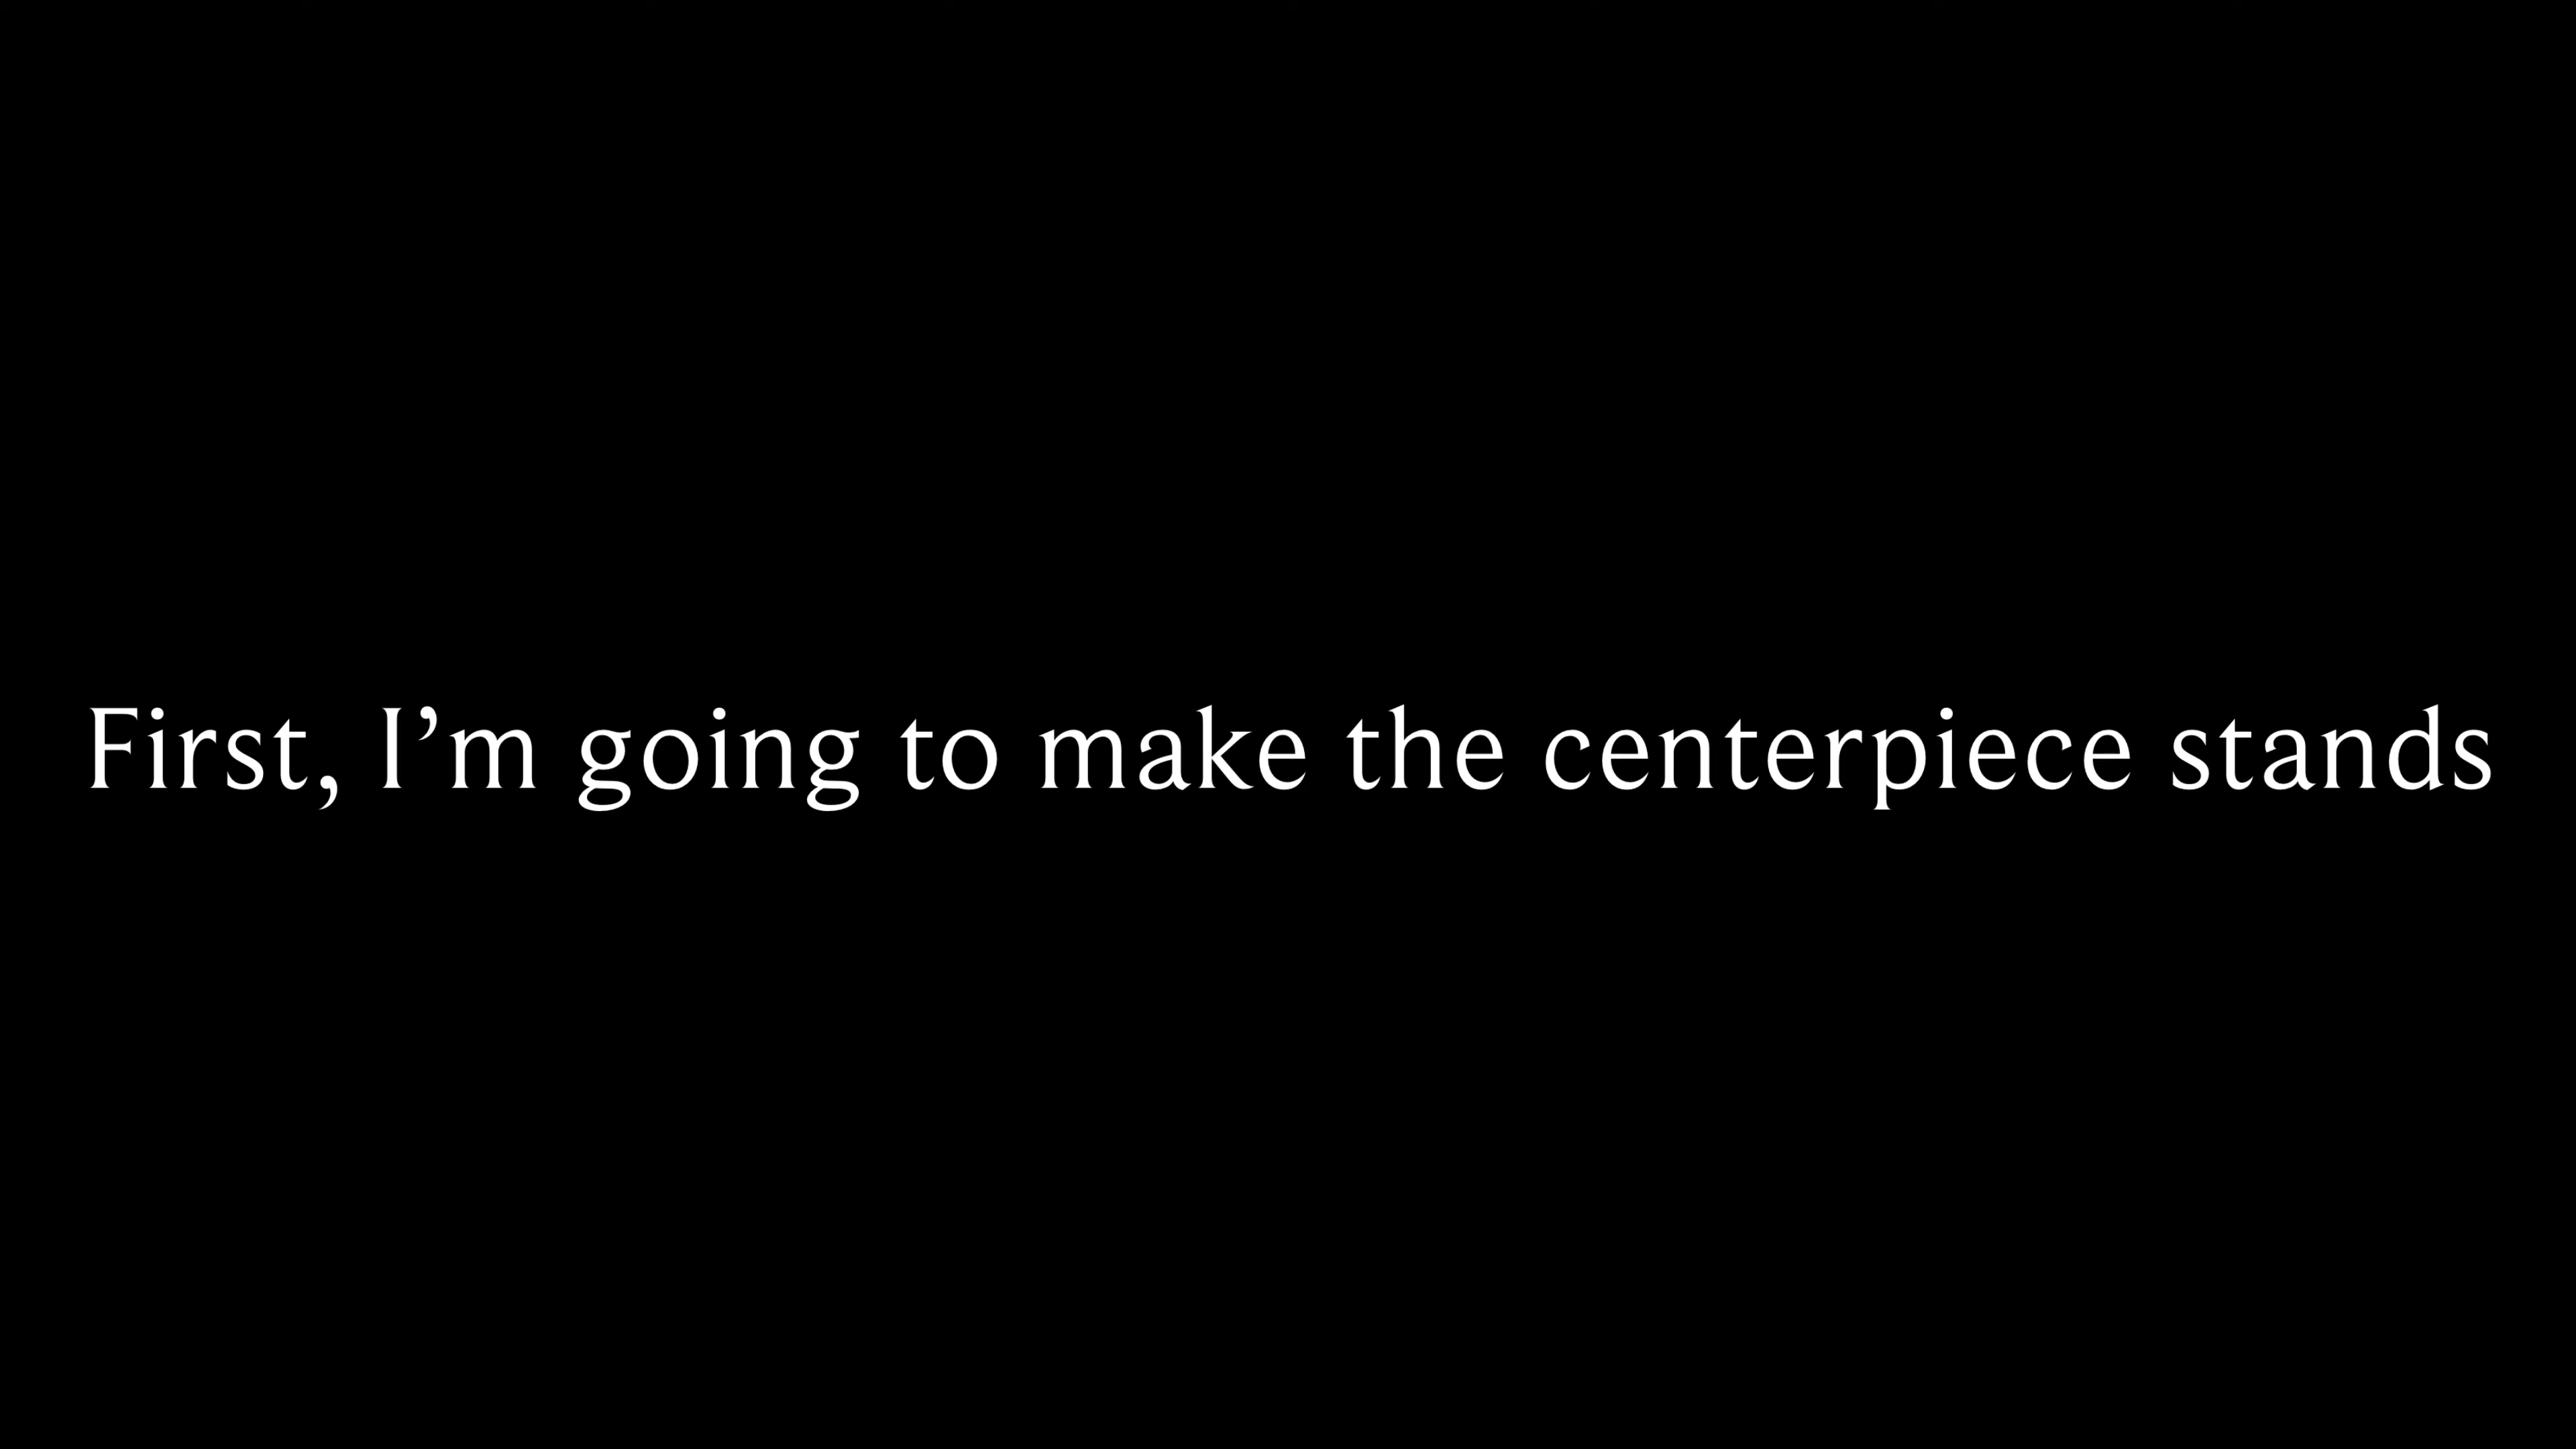 First, I’m going to make the centerpiece stands